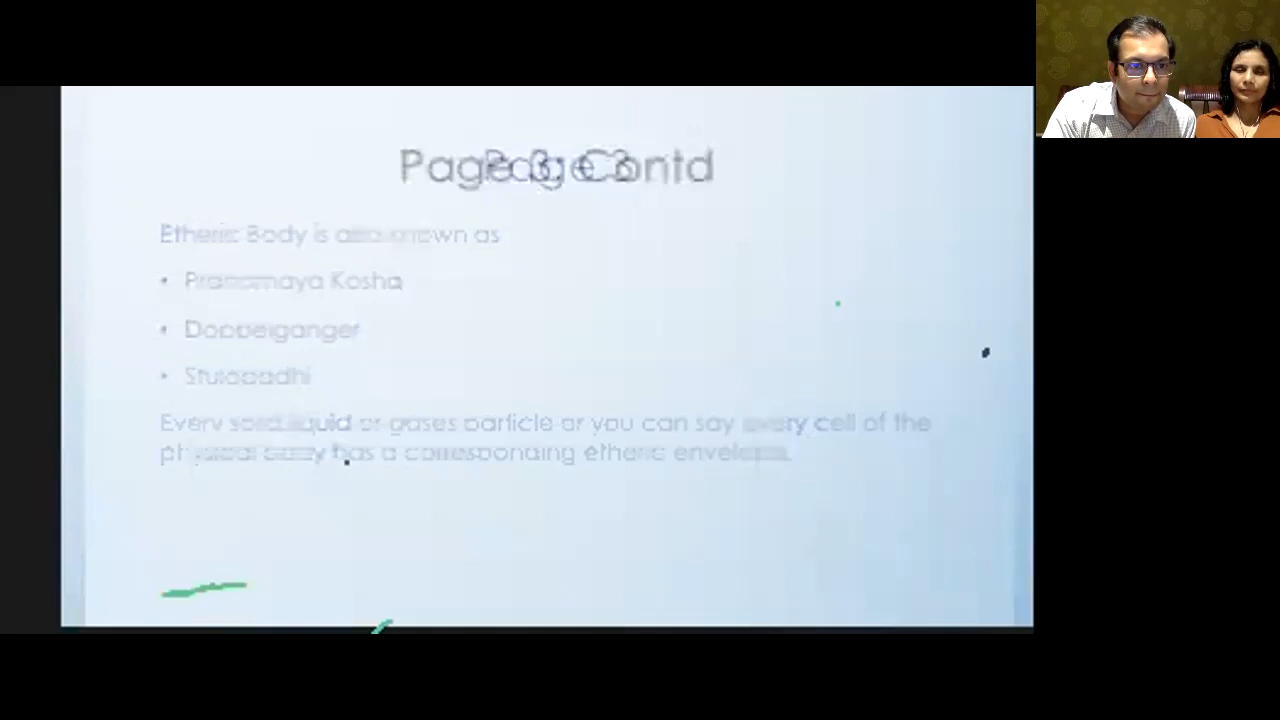 Page 3: Contd
Etheric Body is also known as
• Pranamaya Kosha
• Doppelganger
Every solid liquid or gases particle or you can say every cell of the
physical body has a corresponding etheric envelope.